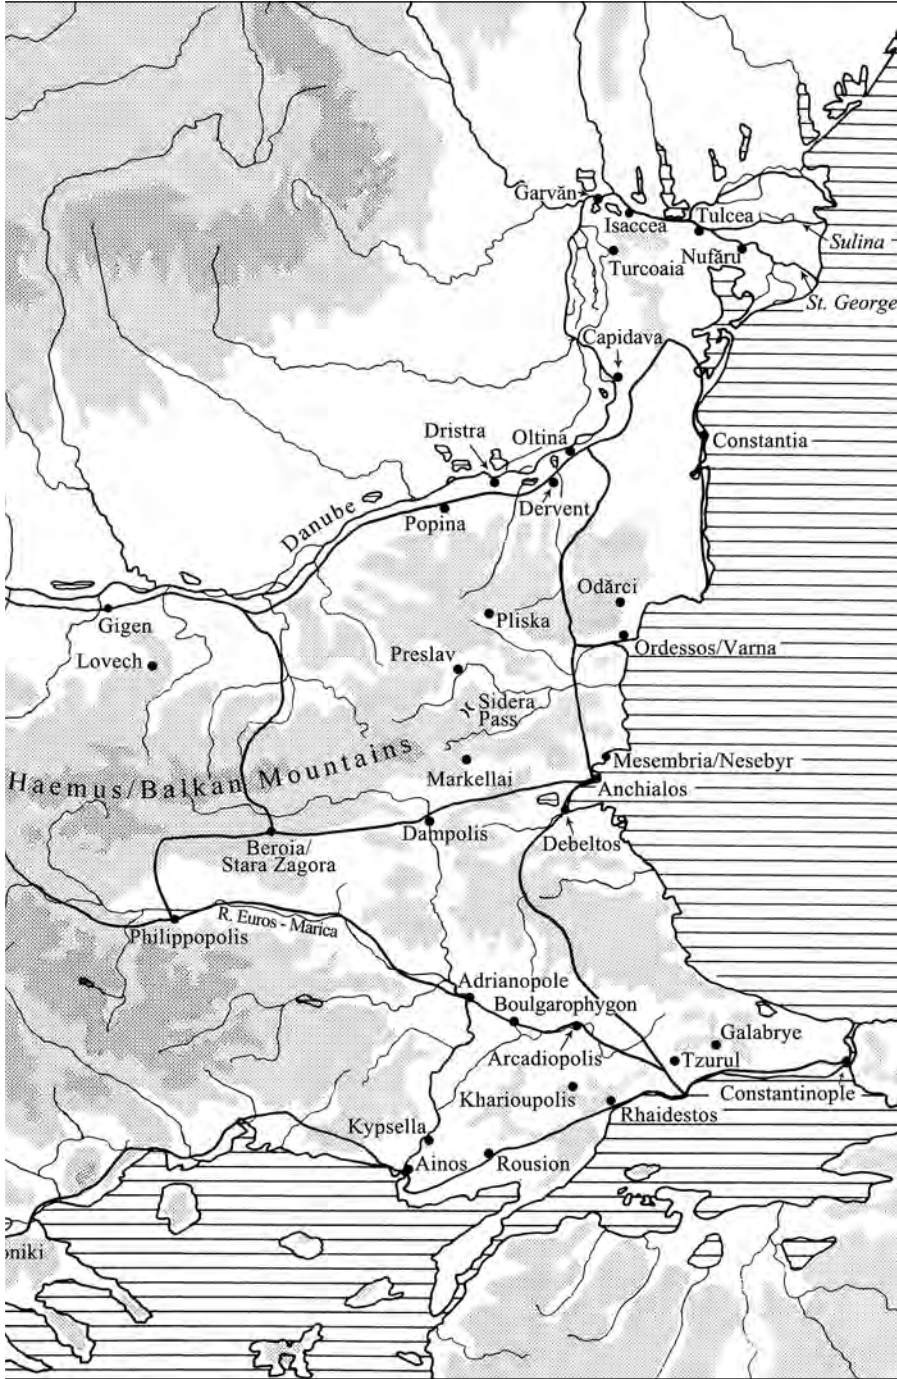 Garvăn
Isaccea
Tulcea
Sulina
Turcoaia
Nufăru
St. George
Capidava
Dristra
Oltina
Constantia
Danube
Popina
Dervent
Odărci
Gigen
Pliska
Ordessos/Varna
Lovech
Preslav
Sidera
Pass
Mesembria/Nesebyr
Haemus/Balkan Mountains
Markellai
Anchialos
Dampolis
Debeltos
Beroia/
Stara Zagora
R. Euros - Marica
Philippopolis
Adrianopole
Boulgarophygon
Galabrye
Arcadiopolis
Tzurul
Kharioupolis
Constantinople
Rhaidestos
Kypsella
Ainos
Rousion
oniki